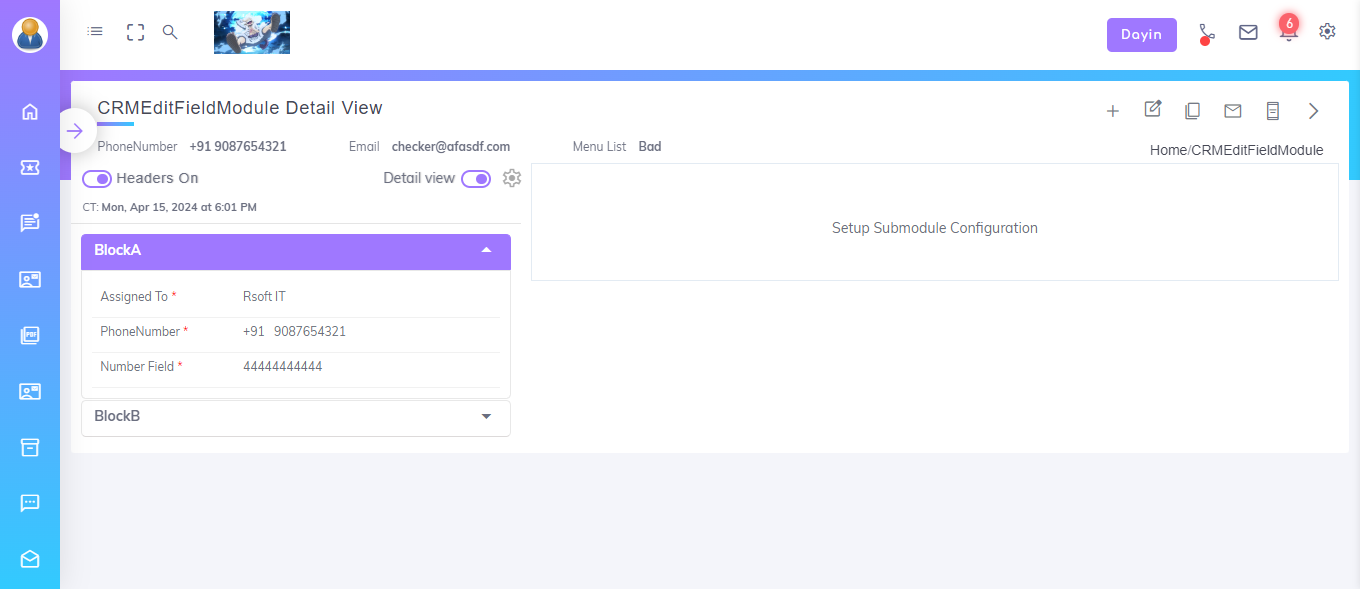 Dayin
6
CRMEditFieldModule Detail View
PhoneNumber +91 9087654321 Email checker@afasdf.com Menu List Bad
Home/CRMEditFieldModule
Headers On Detail view
CT: Mon, Apr 15, 2024 at 6:01 PM
Setup Submodule Configuration
BlockA
Assigned To * Rsoft IT
PhoneNumber * +91 9087654321
Number Field * 44444444444
BlockB
PDF